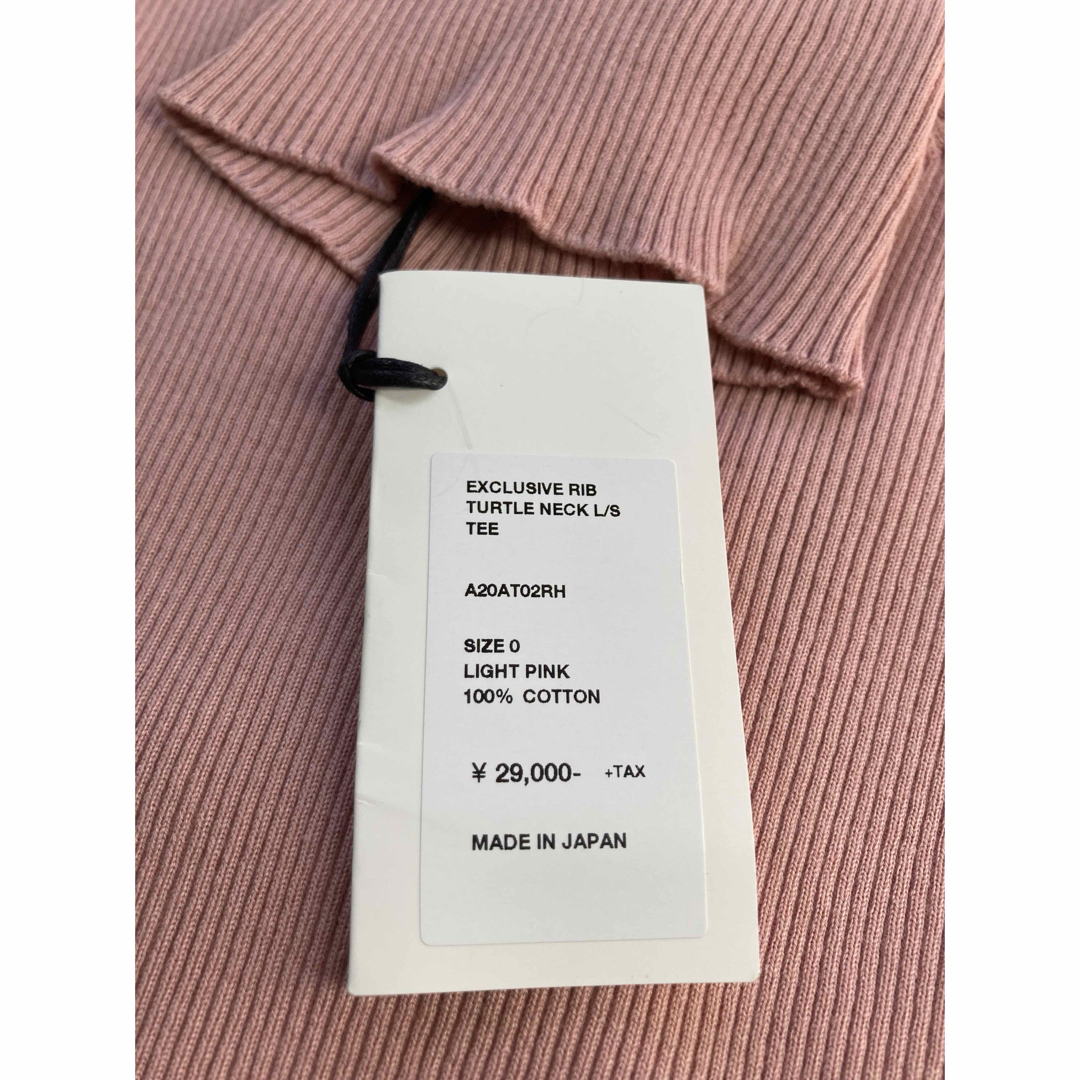 EXCLUSIVE RIB
TURTLE NECK L/S
TEE
A20AT02RH
SIZE 0
LIGHT PINK
100% COTTON
¥ 29,000- +TAX
MADE IN JAPAN